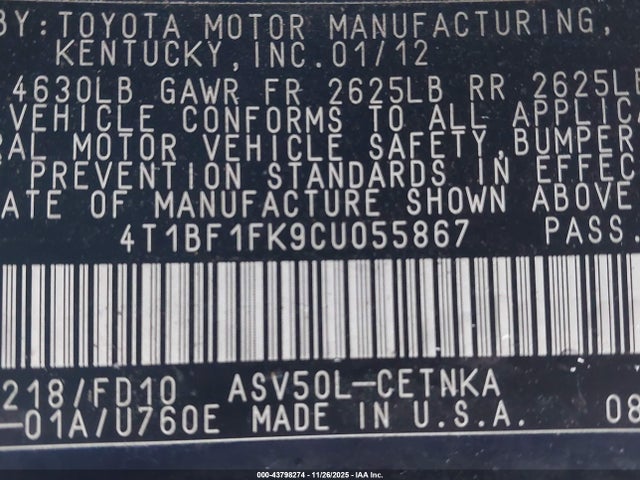 BY: TOYOTA MOTOR MANUFACTURING,
KENTUCKY, INC. 01/12
4630LB GAWR FR 2625LB RR 2625LB
VEHICLE CONFORMS TO ALL APPLICA
RAL MOTOR VEHICLE SAFETY, BUMPER
PREVENTION STANDARDS IN EFFEC
ATE OF MANUFACTURE SHOWN ABOVE
4T1BF1FK9CU055867 PASS.
218/FD10 ASV50L-CETNKA
-01A/U760E MADE IN U.S.A. 08
000-43798274 - 11/26/2025 - IAA Inc.